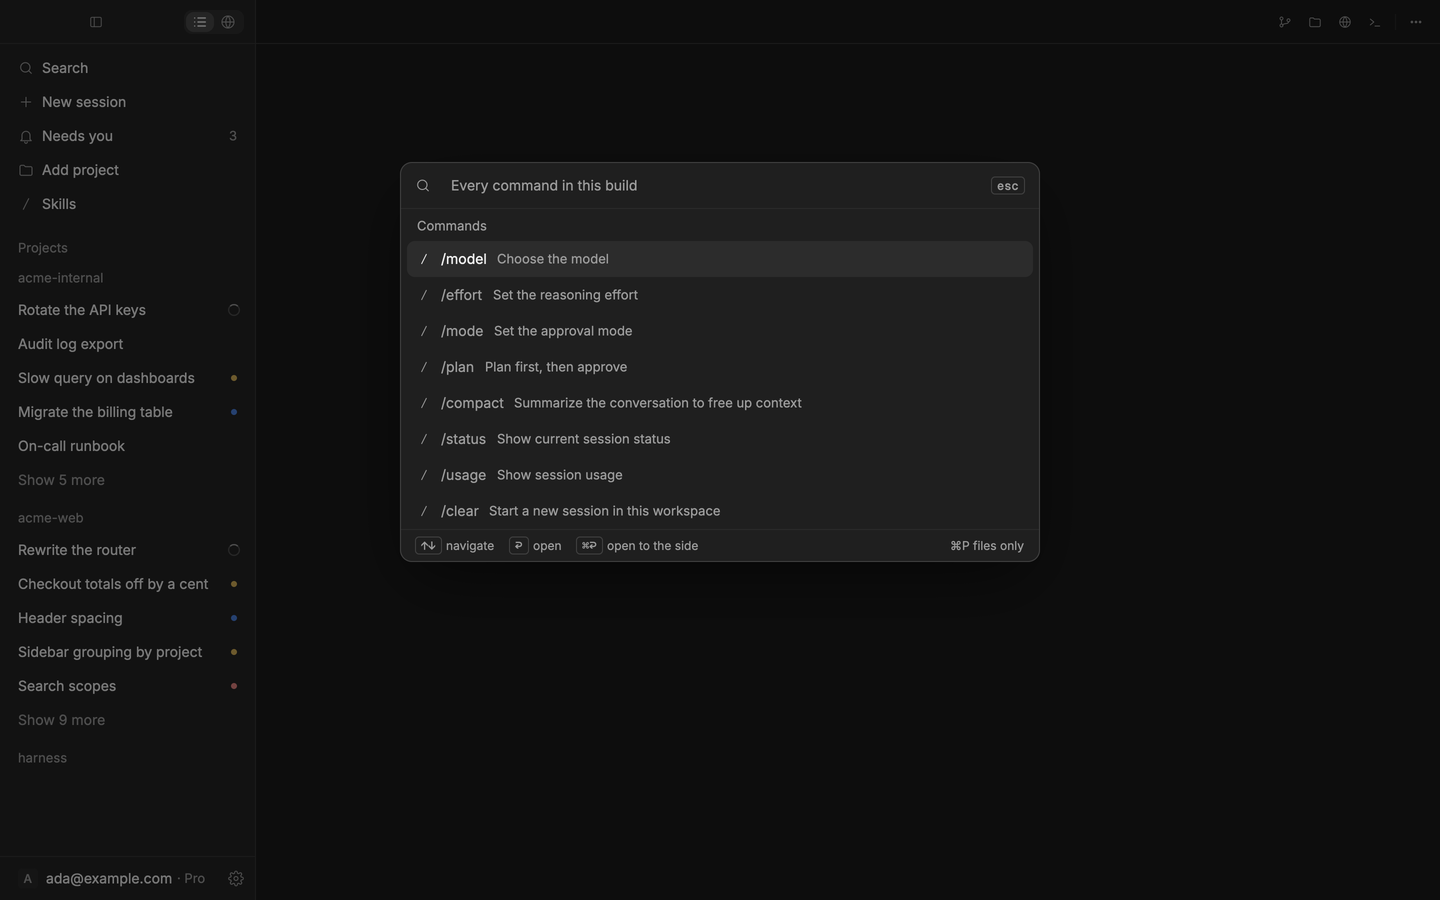 Search
New session
Needs you 3
Add project
/ Skills
Projects
acme-internal
Rotate the API keys
Audit log export
Slow query on dashboards
Migrate the billing table
On-call runbook
Show 5 more
acme-web
Rewrite the router
Checkout totals off by a cent
Header spacing
Sidebar grouping by project
Search scopes
Show 9 more
harness
A ada@example.com · Pro
Every command in this build esc
Commands
/ /model Choose the model
/ /effort Set the reasoning effort
/ /mode Set the approval mode
/ /plan Plan first, then approve
/ /compact Summarize the conversation to free up context
/ /status Show current session status
/ /usage Show session usage
/ /clear Start a new session in this workspace
↑↓ navigate ↩ open ⌘↩ open to the side ⌘P files only